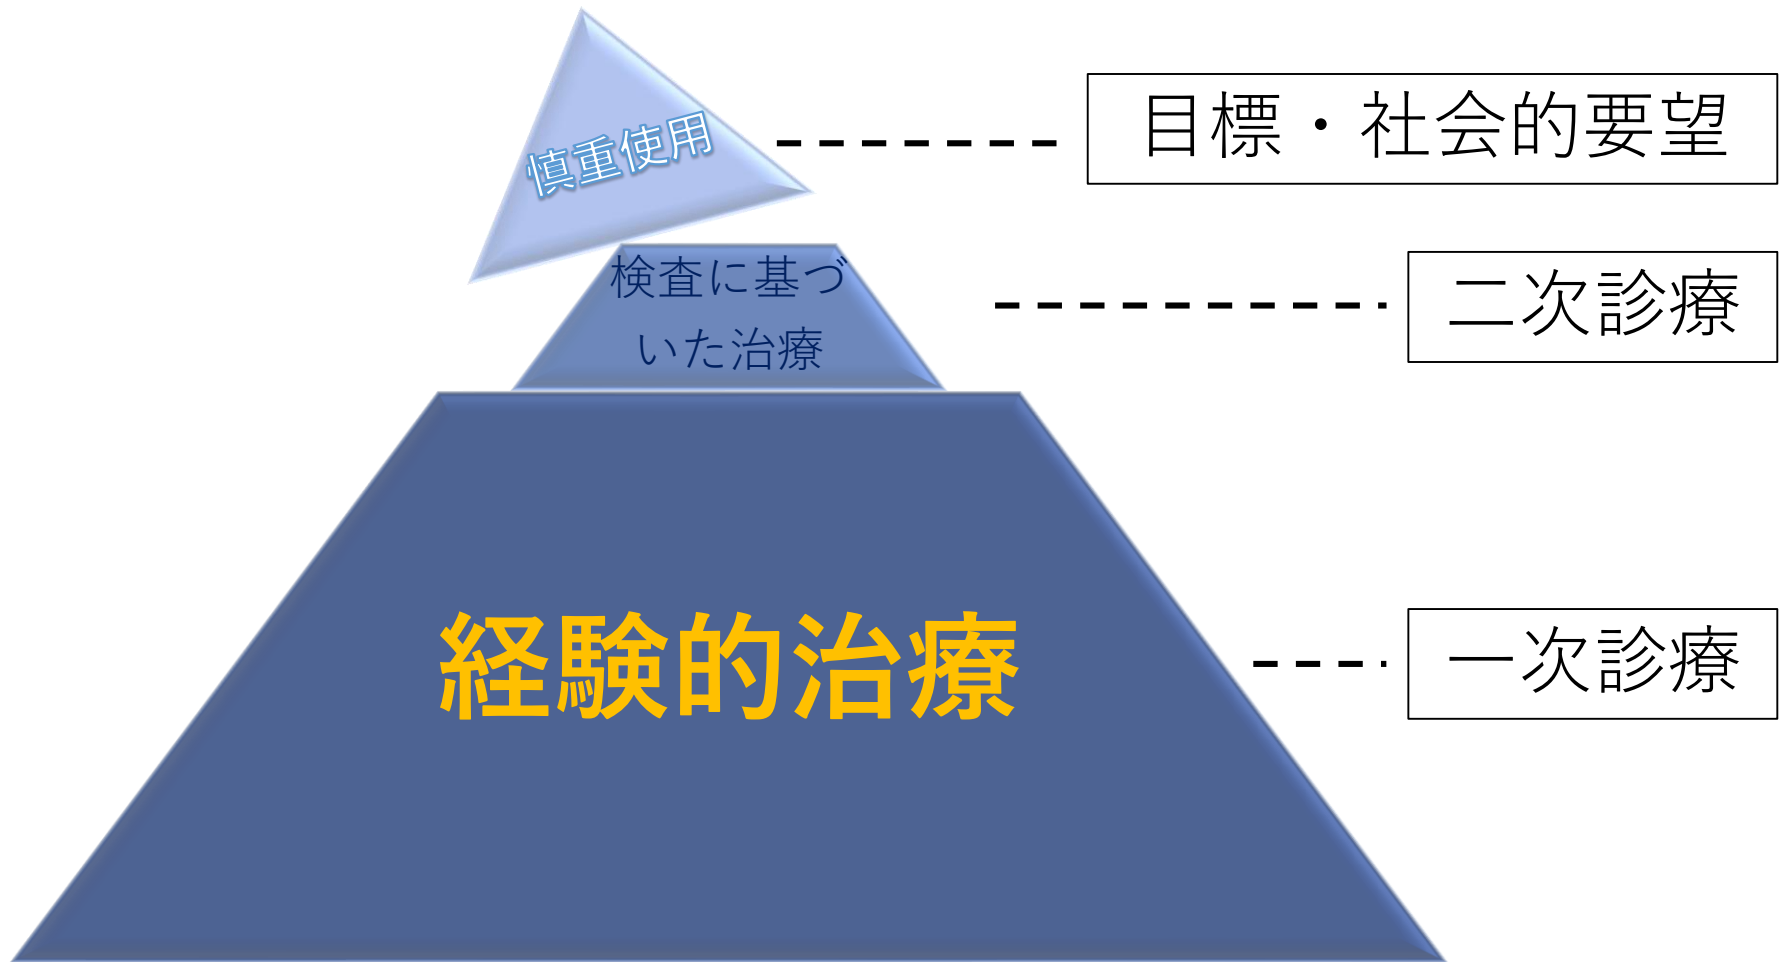 慎重使用
目標・社会的要望
検査に基づ
いた治療
二次診療
経験的治療
一次診療